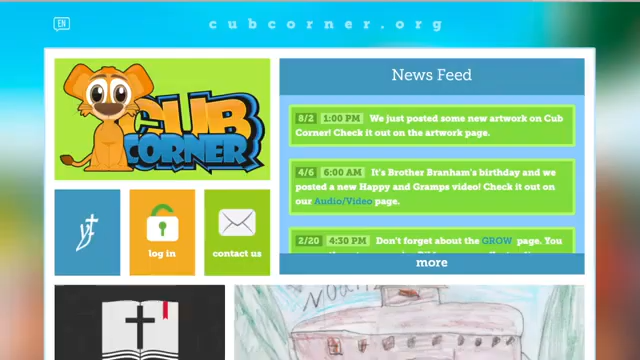 EN
cubcorner.org
CUB
CORNER
News Feed
8/2 1:00 PM We just posted some new artwork on Cub
Corner! Check it out on the artwork page.
4/6 6:00 AM It's Brother Branham's birthday and we
posted a new Happy and Gramps video! Check it out on
our Audio/Video page.
2/20 4:30 PM Don't forget about the GROW page. You
more
log in
contact us